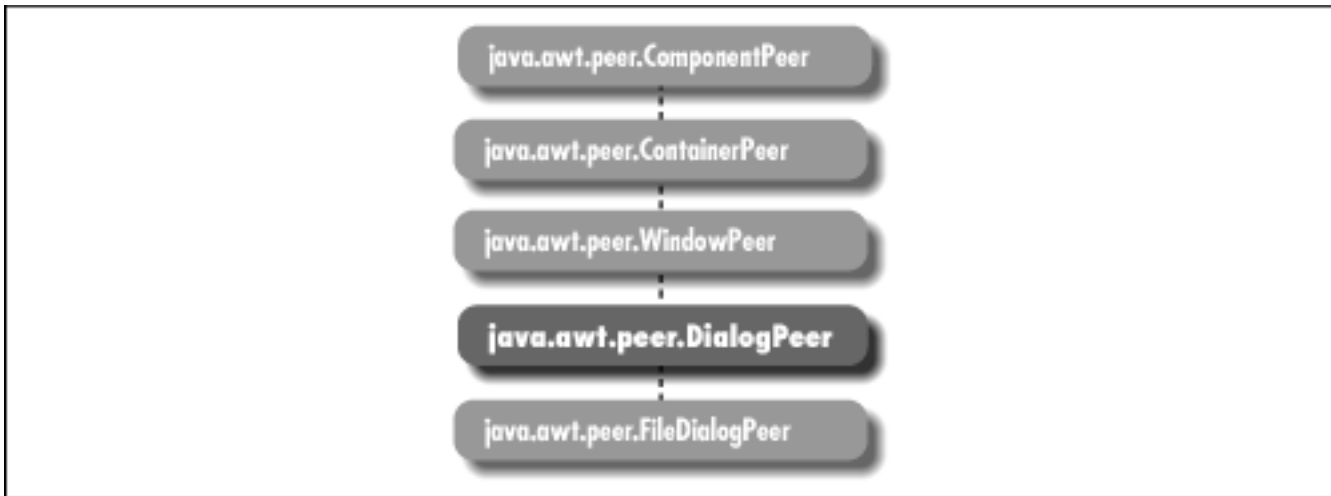 java.awt.peer.ComponentPeer
java.awt.peer.ContainerPeer
java.awt.peer.WindowPeer
java.awt.peer.DialogPeer
java.awt.peer.FileDialogPeer